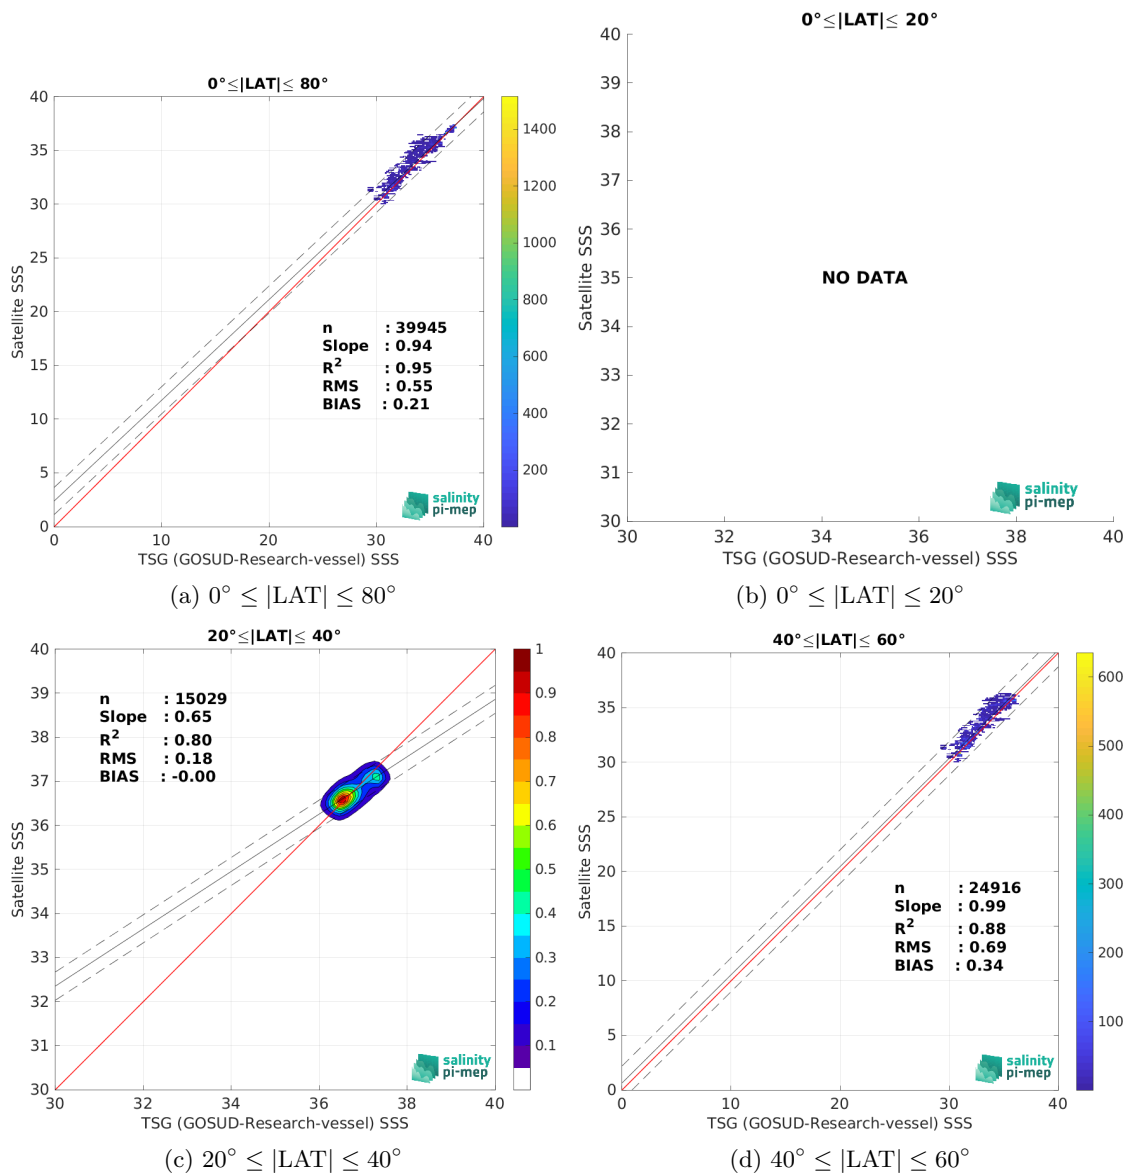 0°≤|LAT|≤ 80°
40
35
30
25
20
15
10
5
0
Satellite SSS
n : 39945
Slope : 0.94
R² : 0.95
RMS : 0.55
BIAS : 0.21
salinity
pi-mep
0 10 20 30 40
TSG (GOSUD-Research-vessel) SSS
1400
1200
1000
800
600
400
200
(a) 0° ≤ |LAT| ≤ 80°
0°≤|LAT|≤ 20°
40
39
38
37
36
35
34
33
32
31
30
Satellite SSS
NO DATA
salinity
pi-mep
30 32 34 36 38 40
TSG (GOSUD-Research-vessel) SSS
(b) 0° ≤ |LAT| ≤ 20°
20°≤|LAT|≤ 40°
40
39
38
37
36
35
34
33
32
31
30
Satellite SSS
n : 15029
Slope : 0.65
R² : 0.80
RMS : 0.18
BIAS : -0.00
salinity
pi-mep
30 32 34 36 38 40
TSG (GOSUD-Research-vessel) SSS
1
0.9
0.8
0.7
0.6
0.5
0.4
0.3
0.2
0.1
(c) 20° ≤ |LAT| ≤ 40°
40°≤|LAT|≤ 60°
40
35
30
25
20
15
10
5
0
Satellite SSS
n : 24916
Slope : 0.99
R² : 0.88
RMS : 0.69
BIAS : 0.34
salinity
pi-mep
0 10 20 30 40
TSG (GOSUD-Research-vessel) SSS
600
500
400
300
200
100
(d) 40° ≤ |LAT| ≤ 60°